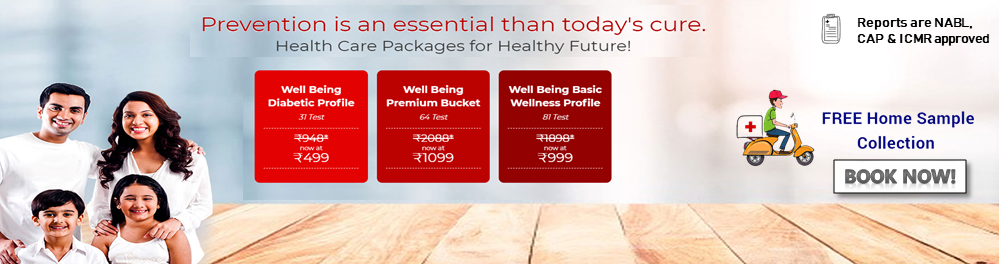 Prevention is an essential than today's cure.
Health Care Packages for Healthy Future!
Reports are NABL,
CAP & ICMR approved
Well Being
Diabetic Profile
31 Test
₹948*
now at
₹499
Well Being
Premium Bucket
64 Test
₹2088*
now at
₹1099
Well Being Basic
Wellness Profile
81 Test
₹1898*
now at
₹999
FREE Home Sample
Collection
BOOK NOW!